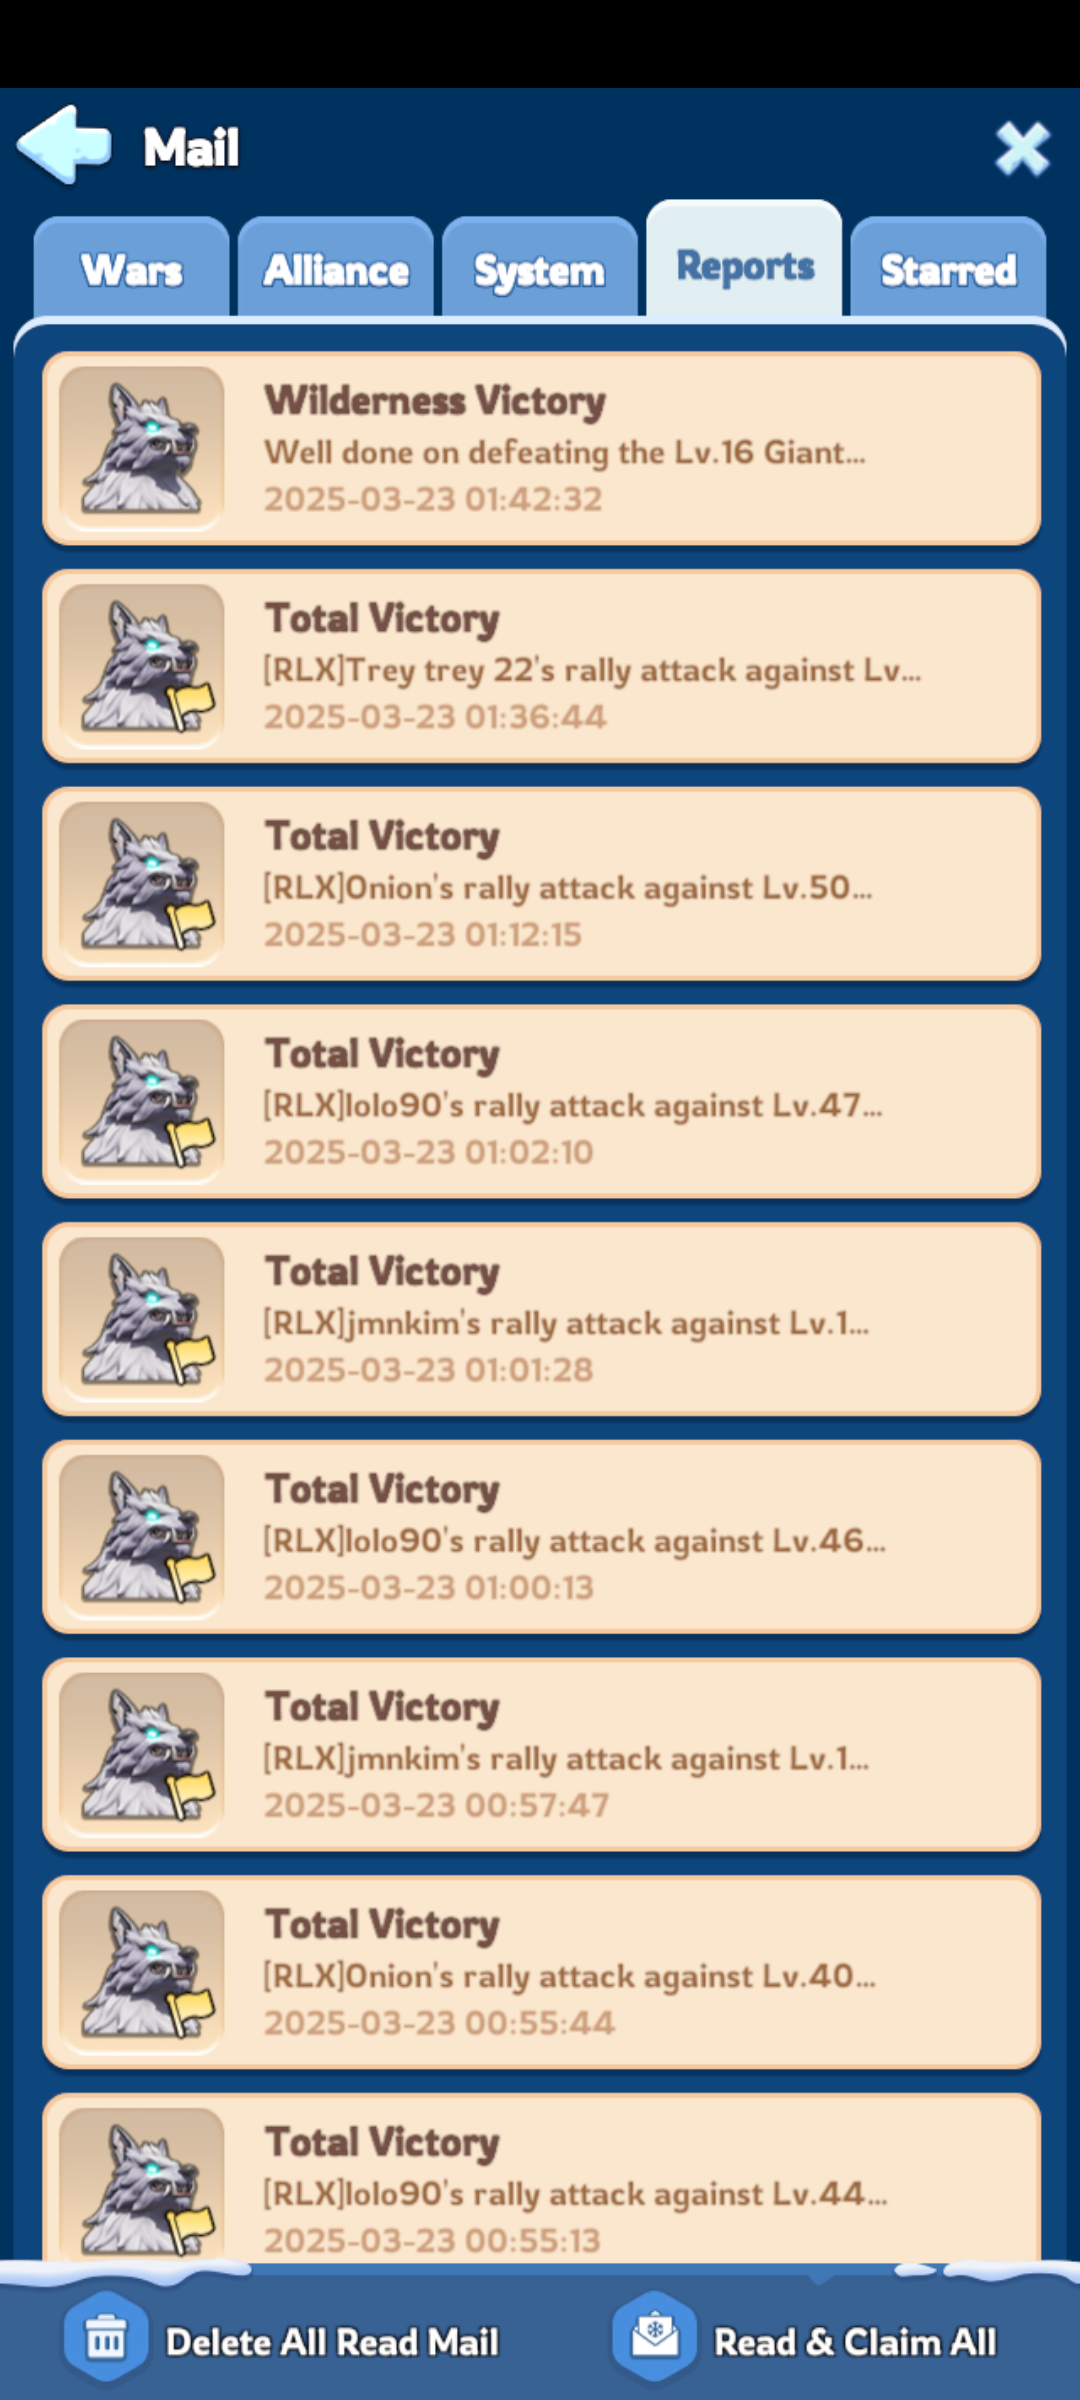 Mail
Wars
Alliance
System
Reports
Starred
Wilderness Victory
Well done on defeating the Lv.16 Giant...
2025-03-23 01:42:32
Total Victory
[RLX]Trey trey 22's rally attack against Lv...
2025-03-23 01:36:44
Total Victory
[RLX]Onion's rally attack against Lv.50...
2025-03-23 01:12:15
Total Victory
[RLX]lolo90's rally attack against Lv.47...
2025-03-23 01:02:10
Total Victory
[RLX]jmnkim's rally attack against Lv.1...
2025-03-23 01:01:28
Total Victory
[RLX]lolo90's rally attack against Lv.46...
2025-03-23 01:00:13
Total Victory
[RLX]jmnkim's rally attack against Lv.1...
2025-03-23 00:57:47
Total Victory
[RLX]Onion's rally attack against Lv.40...
2025-03-23 00:55:44
Total Victory
[RLX]lolo90's rally attack against Lv.44...
2025-03-23 00:55:13
Delete All Read Mail
Read & Claim All